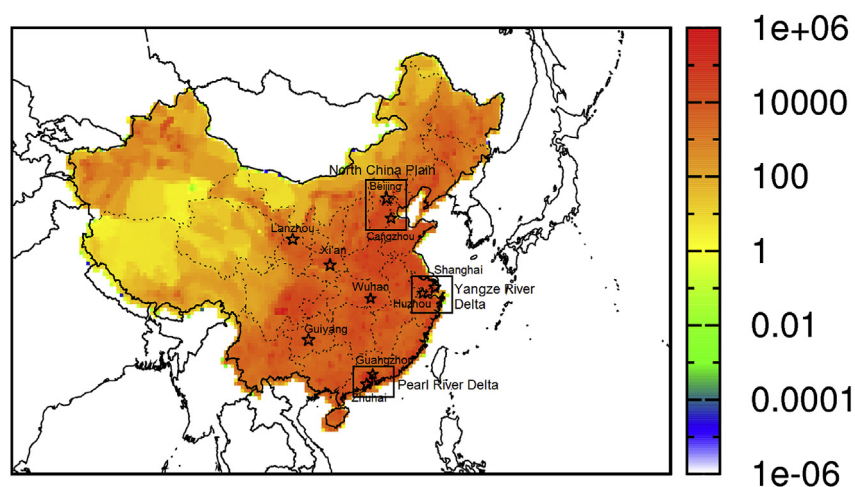 North China Plain
Beijing
Cangzhou
Lanzhou
Xi'an
Shanghai
Wuhan
Huzhou
Yangze River
Delta
Guiyang
Guangzhou
Pearl River Delta
Zhuhai
1e+06
10000
100
1
0.01
0.0001
1e-06